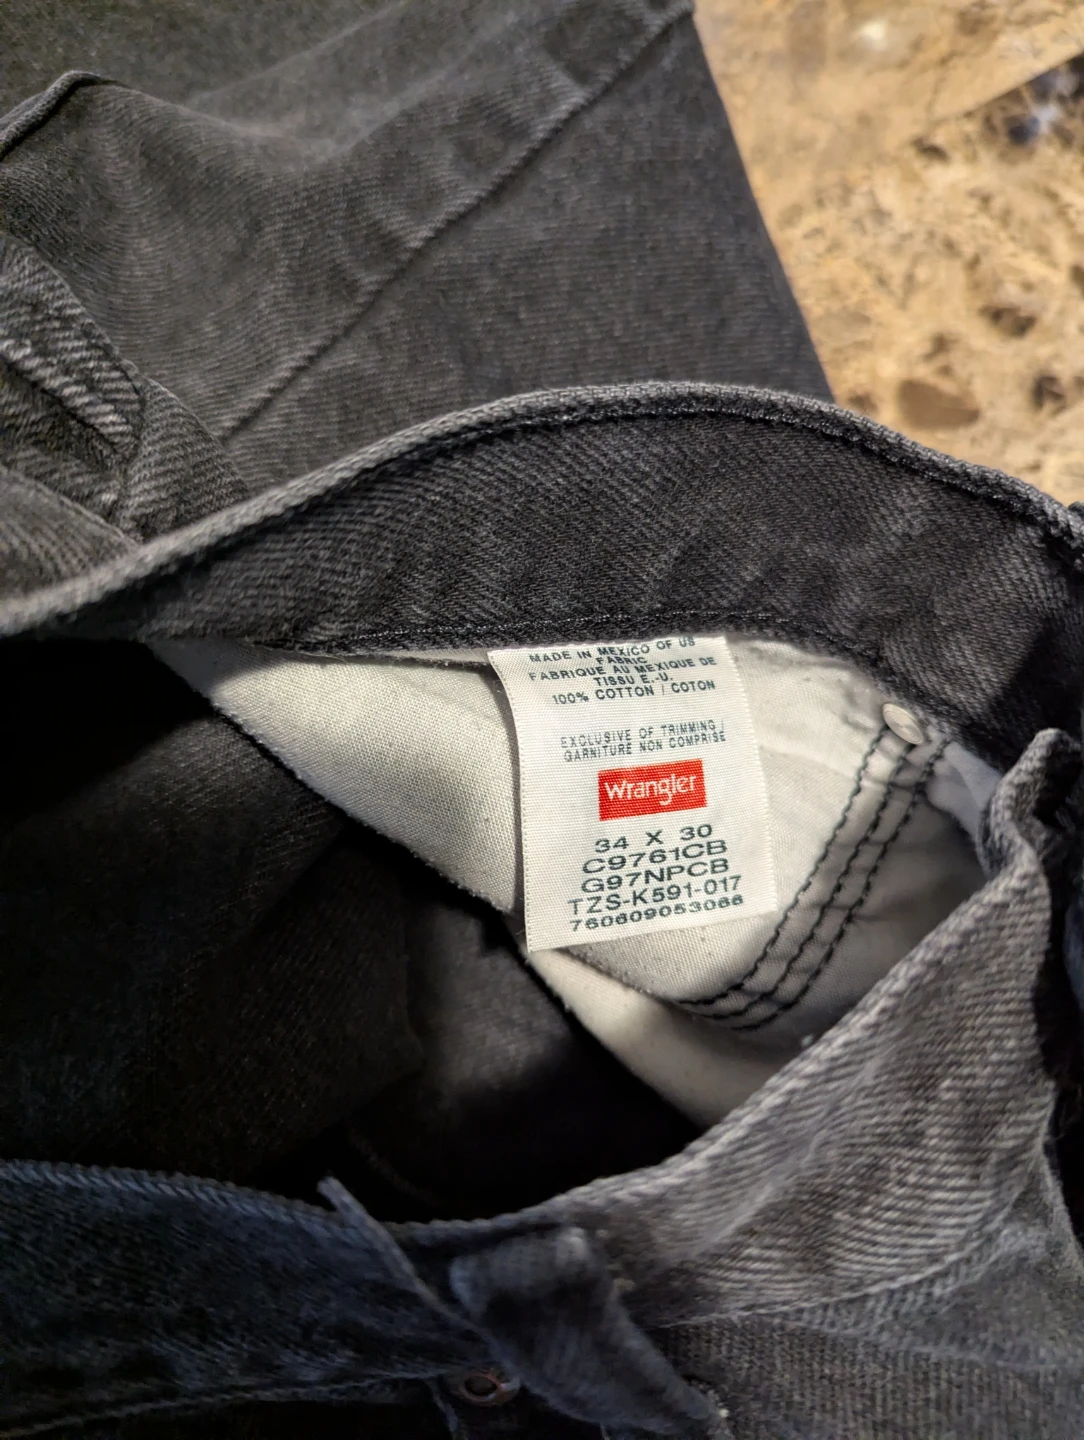 MADE IN MEXICO OF US
FABRIC
FABRIQUE AU MEXIQUE DE
TISSU E.-U.
100% COTTON / COTON
EXCLUSIVE OF TRIMMING /
GARNITURE NON COMPRISE
Wrangler
34 X 30
C9761CB
G97NPCB
TZS-K591-017
760609053066